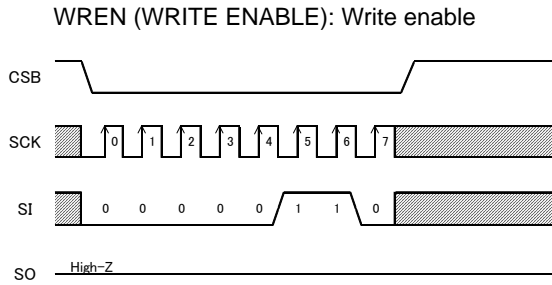 WREN (WRITE ENABLE): Write enable
CSB
SCK 0 1 2 3 4 5 6 7
SI 0 0 0 0 0 1 1 0
SO High-Z